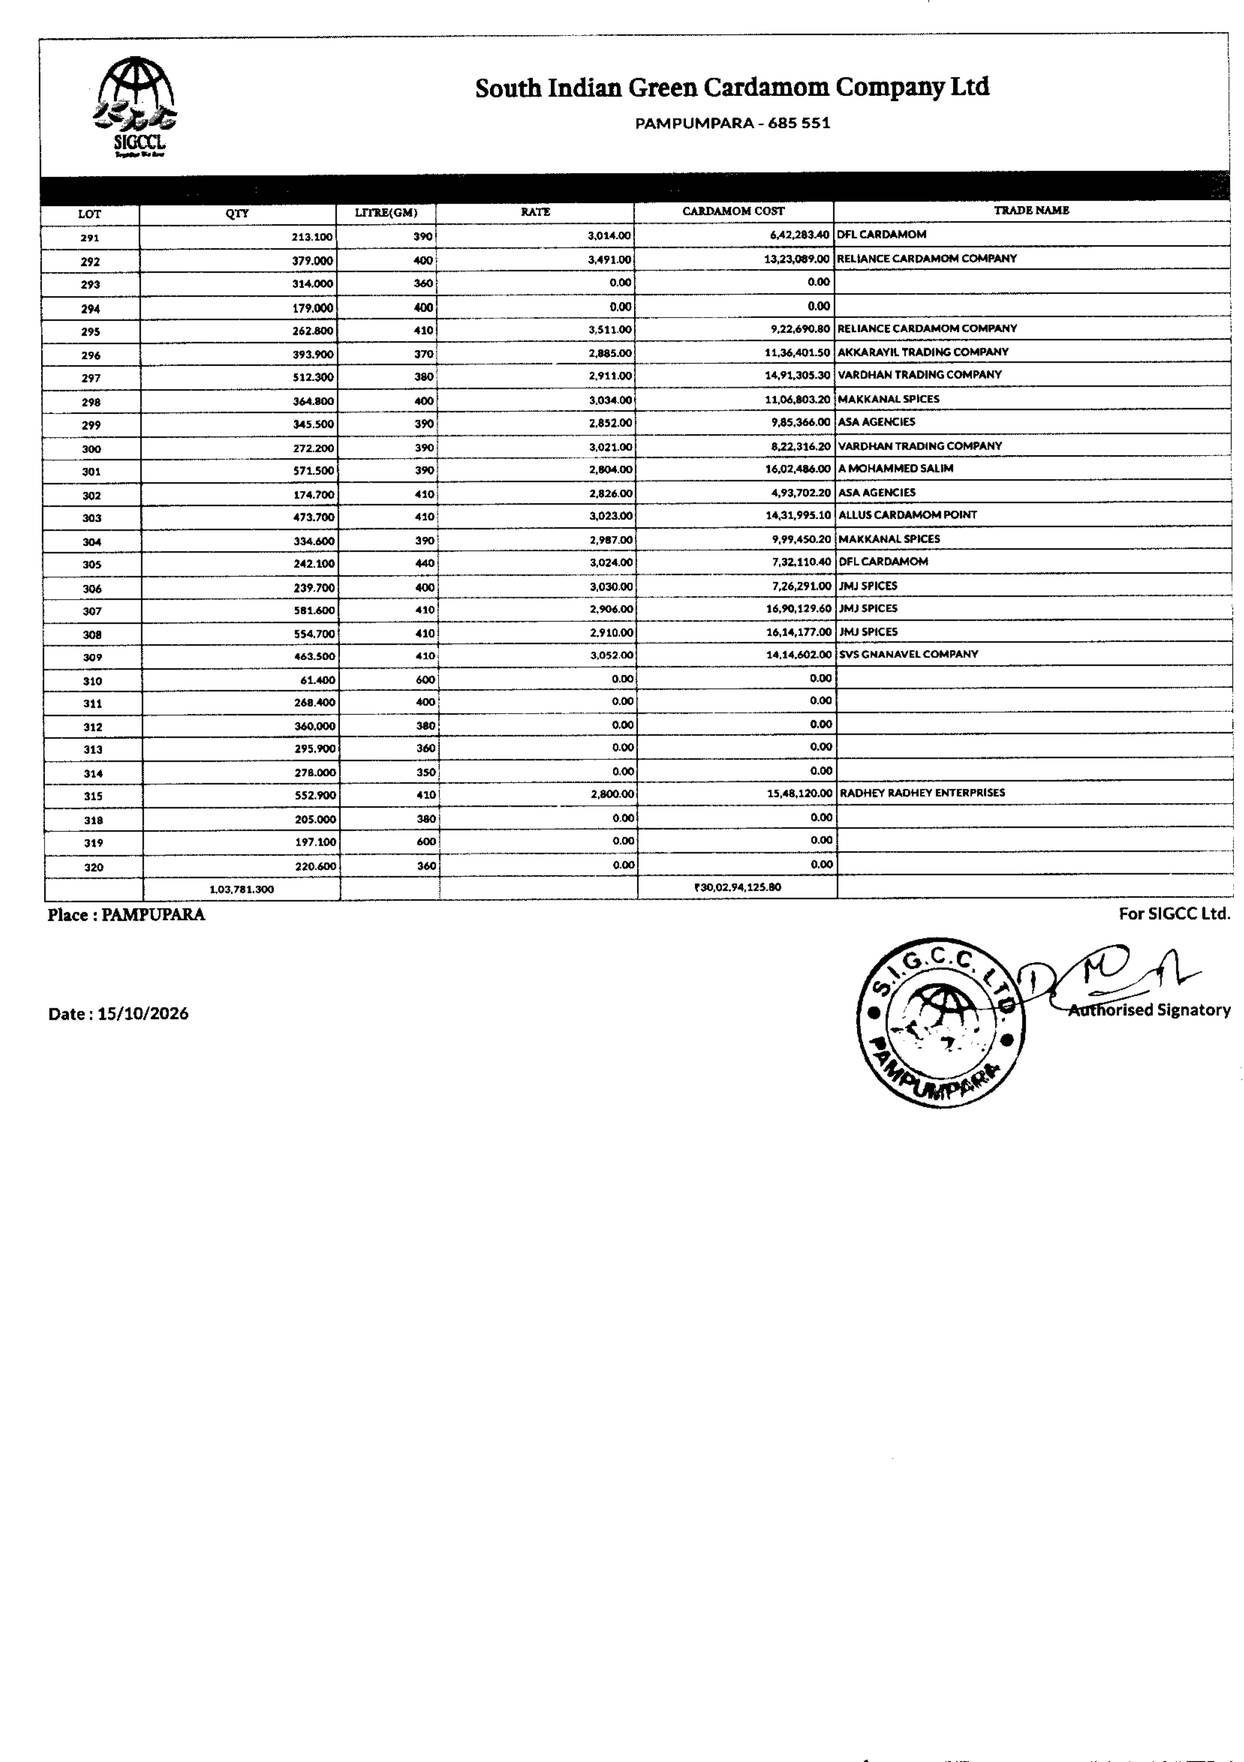 SIGCCL
South Indian Green Cardamom Company Ltd
PAMPUMPARA - 685 551
LOT QTY LITRE(GM) RATE CARDAMOM COST TRADE NAME
291 213.100 390 3,014.00 6,42,283.40 DFL CARDAMOM
292 379.000 400 3,491.00 13,23,089.00 RELIANCE CARDAMOM COMPANY
293 314.000 360 0.00 0.00
294 179.000 400 0.00 0.00
295 262.800 410 3,511.00 9,22,690.80 RELIANCE CARDAMOM COMPANY
296 393.900 370 2,885.00 11,36,401.50 AKKARAYIL TRADING COMPANY
297 512.300 380 2,911.00 14,91,305.30 VARDHAN TRADING COMPANY
298 364.800 400 3,034.00 11,06,803.20 MAKKANAL SPICES
299 345.500 390 2,852.00 9,85,366.00 ASA AGENCIES
300 272.200 390 3,021.00 8,22,316.20 VARDHAN TRADING COMPANY
301 571.500 390 2,804.00 16,02,486.00 A MOHAMMED SALIM
302 174.700 410 2,826.00 4,93,702.20 ASA AGENCIES
303 473.700 410 3,023.00 14,31,995.10 ALLUS CARDAMOM POINT
304 334.600 390 2,987.00 9,99,450.20 MAKKANAL SPICES
305 242.100 440 3,024.00 7,32,110.40 DFL CARDAMOM
306 239.700 400 3,030.00 7,26,291.00 JMJ SPICES
307 581.600 410 2,906.00 16,90,129.60 JMJ SPICES
308 554.700 410 2,910.00 16,14,177.00 JMJ SPICES
309 463.500 410 3,052.00 14,14,602.00 SVS GNANAVEL COMPANY
310 61.400 600 0.00 0.00
311 268.400 400 0.00 0.00
312 360.000 380 0.00 0.00
313 295.900 360 0.00 0.00
314 278.000 350 0.00 0.00
315 552.900 410 2,800.00 15,48,120.00 RADHEY RADHEY ENTERPRISES
318 205.000 380 0.00 0.00
319 197.100 600 0.00 0.00
320 220.600 360 0.00 0.00
1,03,781.300 ₹30,02,94,125.80
Place : PAMPUPARA For SIGCC Ltd.
S.I.G.C.C. LTD.
PAMPUMPARA
Date : 15/10/2026 Authorised Signatory